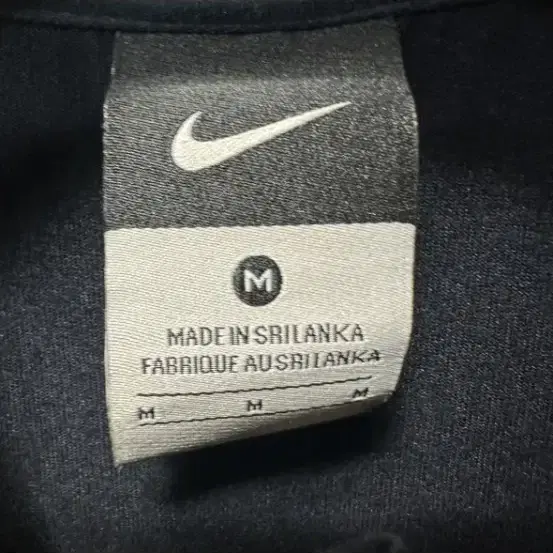 M
MADE IN SRI LANKA
FABRIQUE AU SRI LANKA
M M M